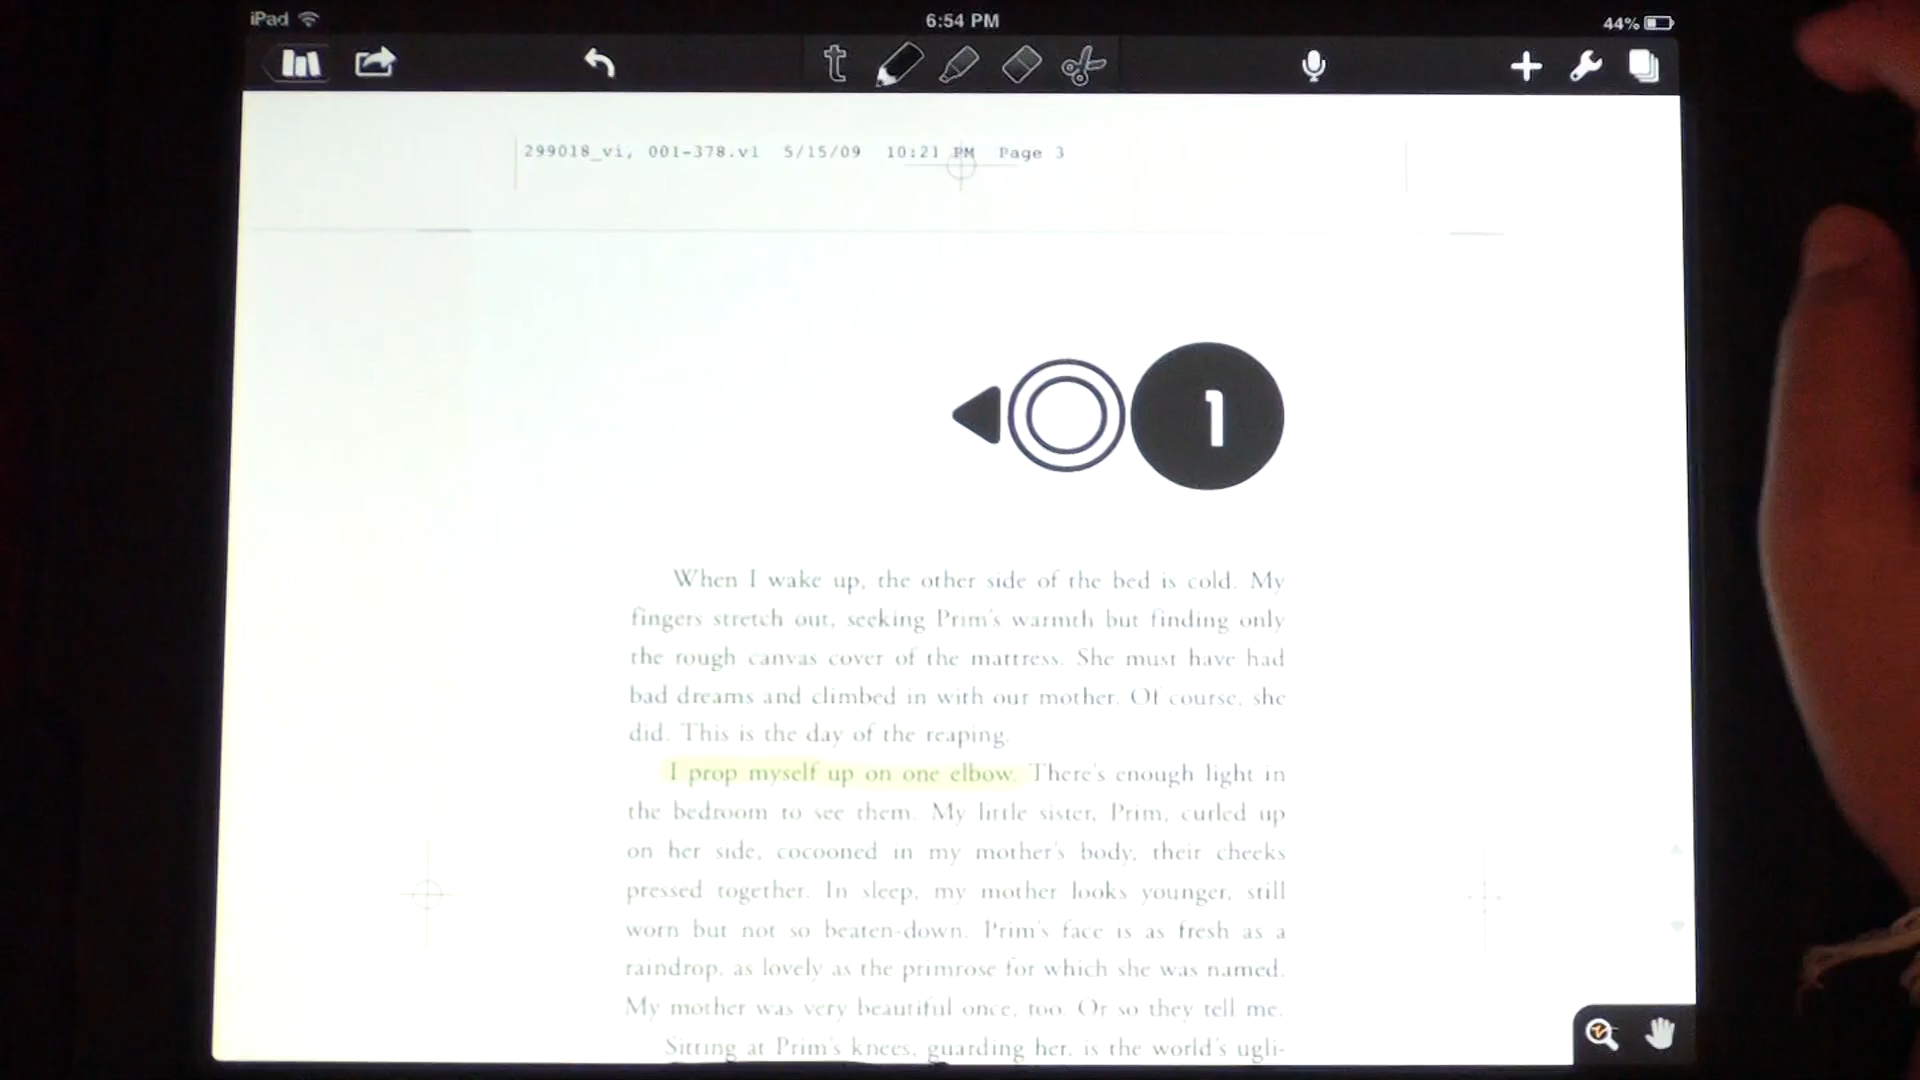 iPad
6:54 PM
44%
t
299018_vi, 001-378.v1 5/15/09 10:21 PM Page 3
1
When I wake up, the other side of the bed is cold. My
fingers stretch out, seeking Prim's warmth but finding only
the rough canvas cover of the mattress. She must have had
bad dreams and climbed in with our mother. Of course, she
did. This is the day of the reaping.
I prop myself up on one elbow. There's enough light in
the bedroom to see them. My little sister, Prim, curled up
on her side, cocooned in my mother's body, their cheeks
pressed together. In sleep, my mother looks younger, still
worn but not so beaten-down. Prim's face is as fresh as a
raindrop, as lovely as the primrose for which she was named.
My mother was very beautiful once, too. Or so they tell me.
Sitting at Prim's knees, guarding her, is the world's ugli-